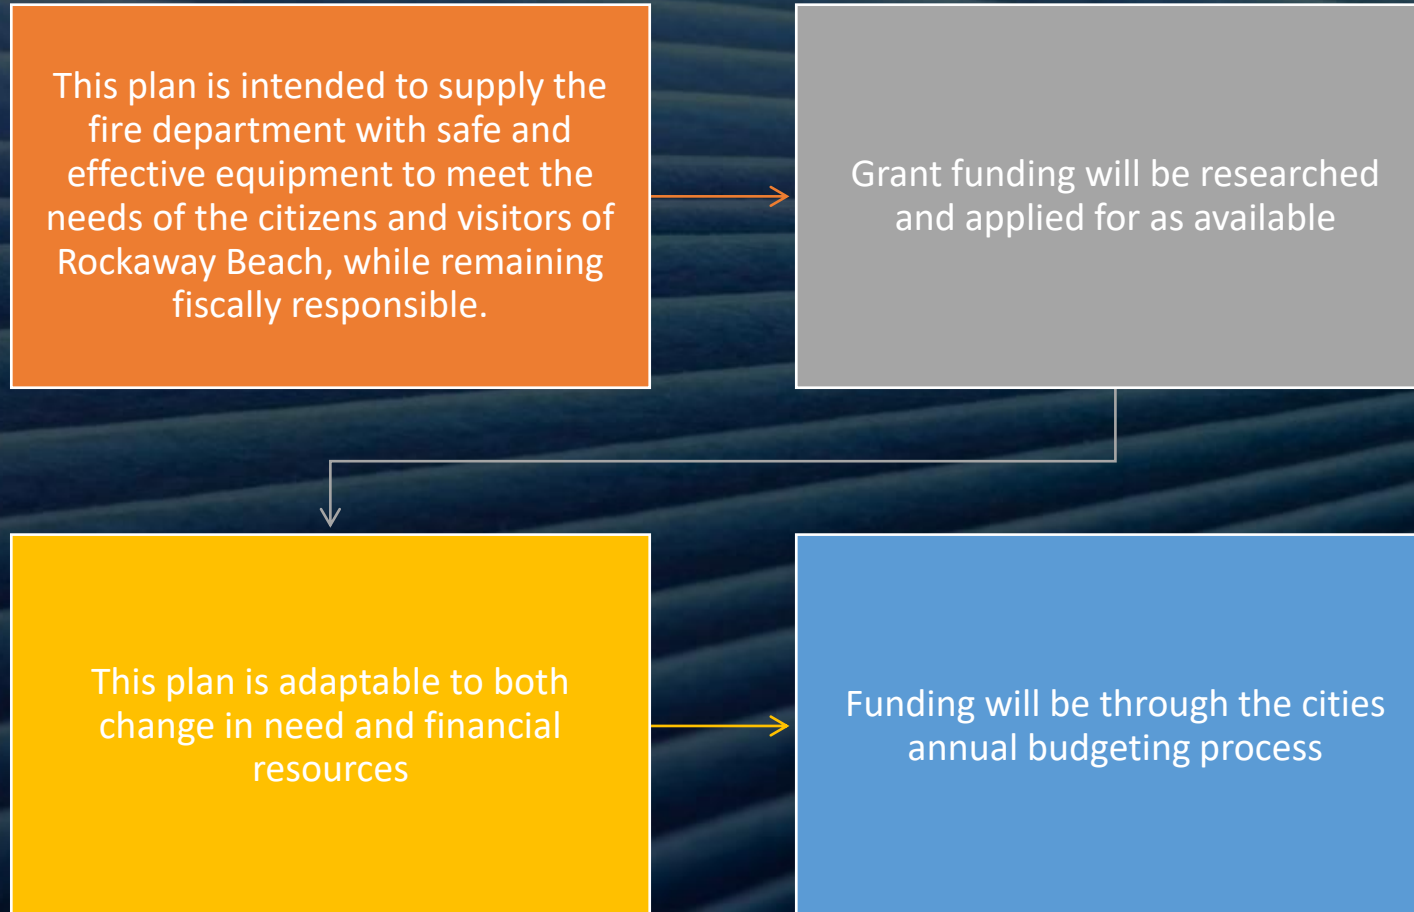 This plan is intended to supply the
fire department with safe and
effective equipment to meet the
needs of the citizens and visitors of
Rockaway Beach, while remaining
fiscally responsible.
Grant funding will be researched
and applied for as available
This plan is adaptable to both
change in need and financial
resources
Funding will be through the cities
annual budgeting process